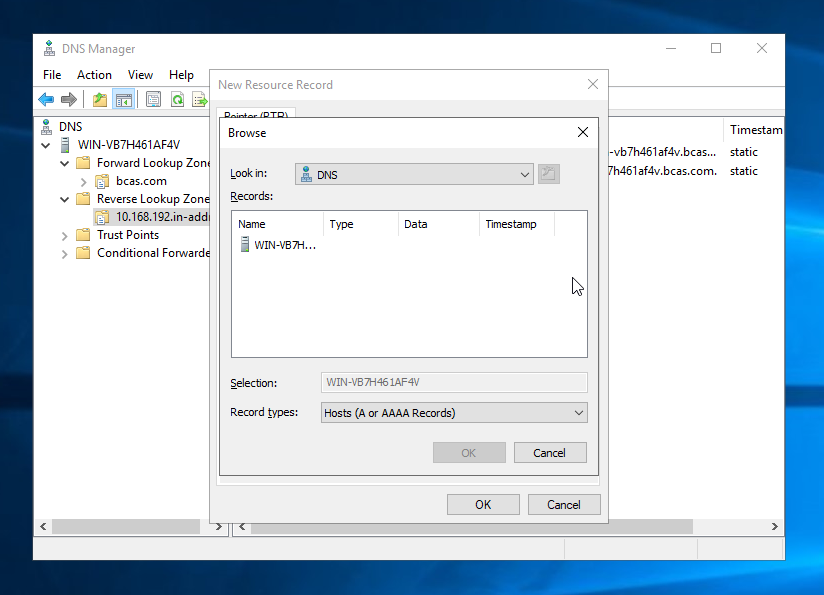 DNS Manager
File Action View Help
New Resource Record
Pointer (PTR)
Browse
DNS
WIN-VB7H461AF4V
Forward Lookup Zone
bcas.com
Reverse Lookup Zone
10.168.192.in-addr
Trust Points
Conditional Forwarde
Look in: DNS
Records:
Name Type Data Timestamp
WIN-VB7H...
Selection: WIN-VB7H461AF4V
Record types: Hosts (A or AAAA Records)
OK Cancel
OK Cancel
Timestam
-vb7h461af4v.bcas... static
7h461af4v.bcas.com. static